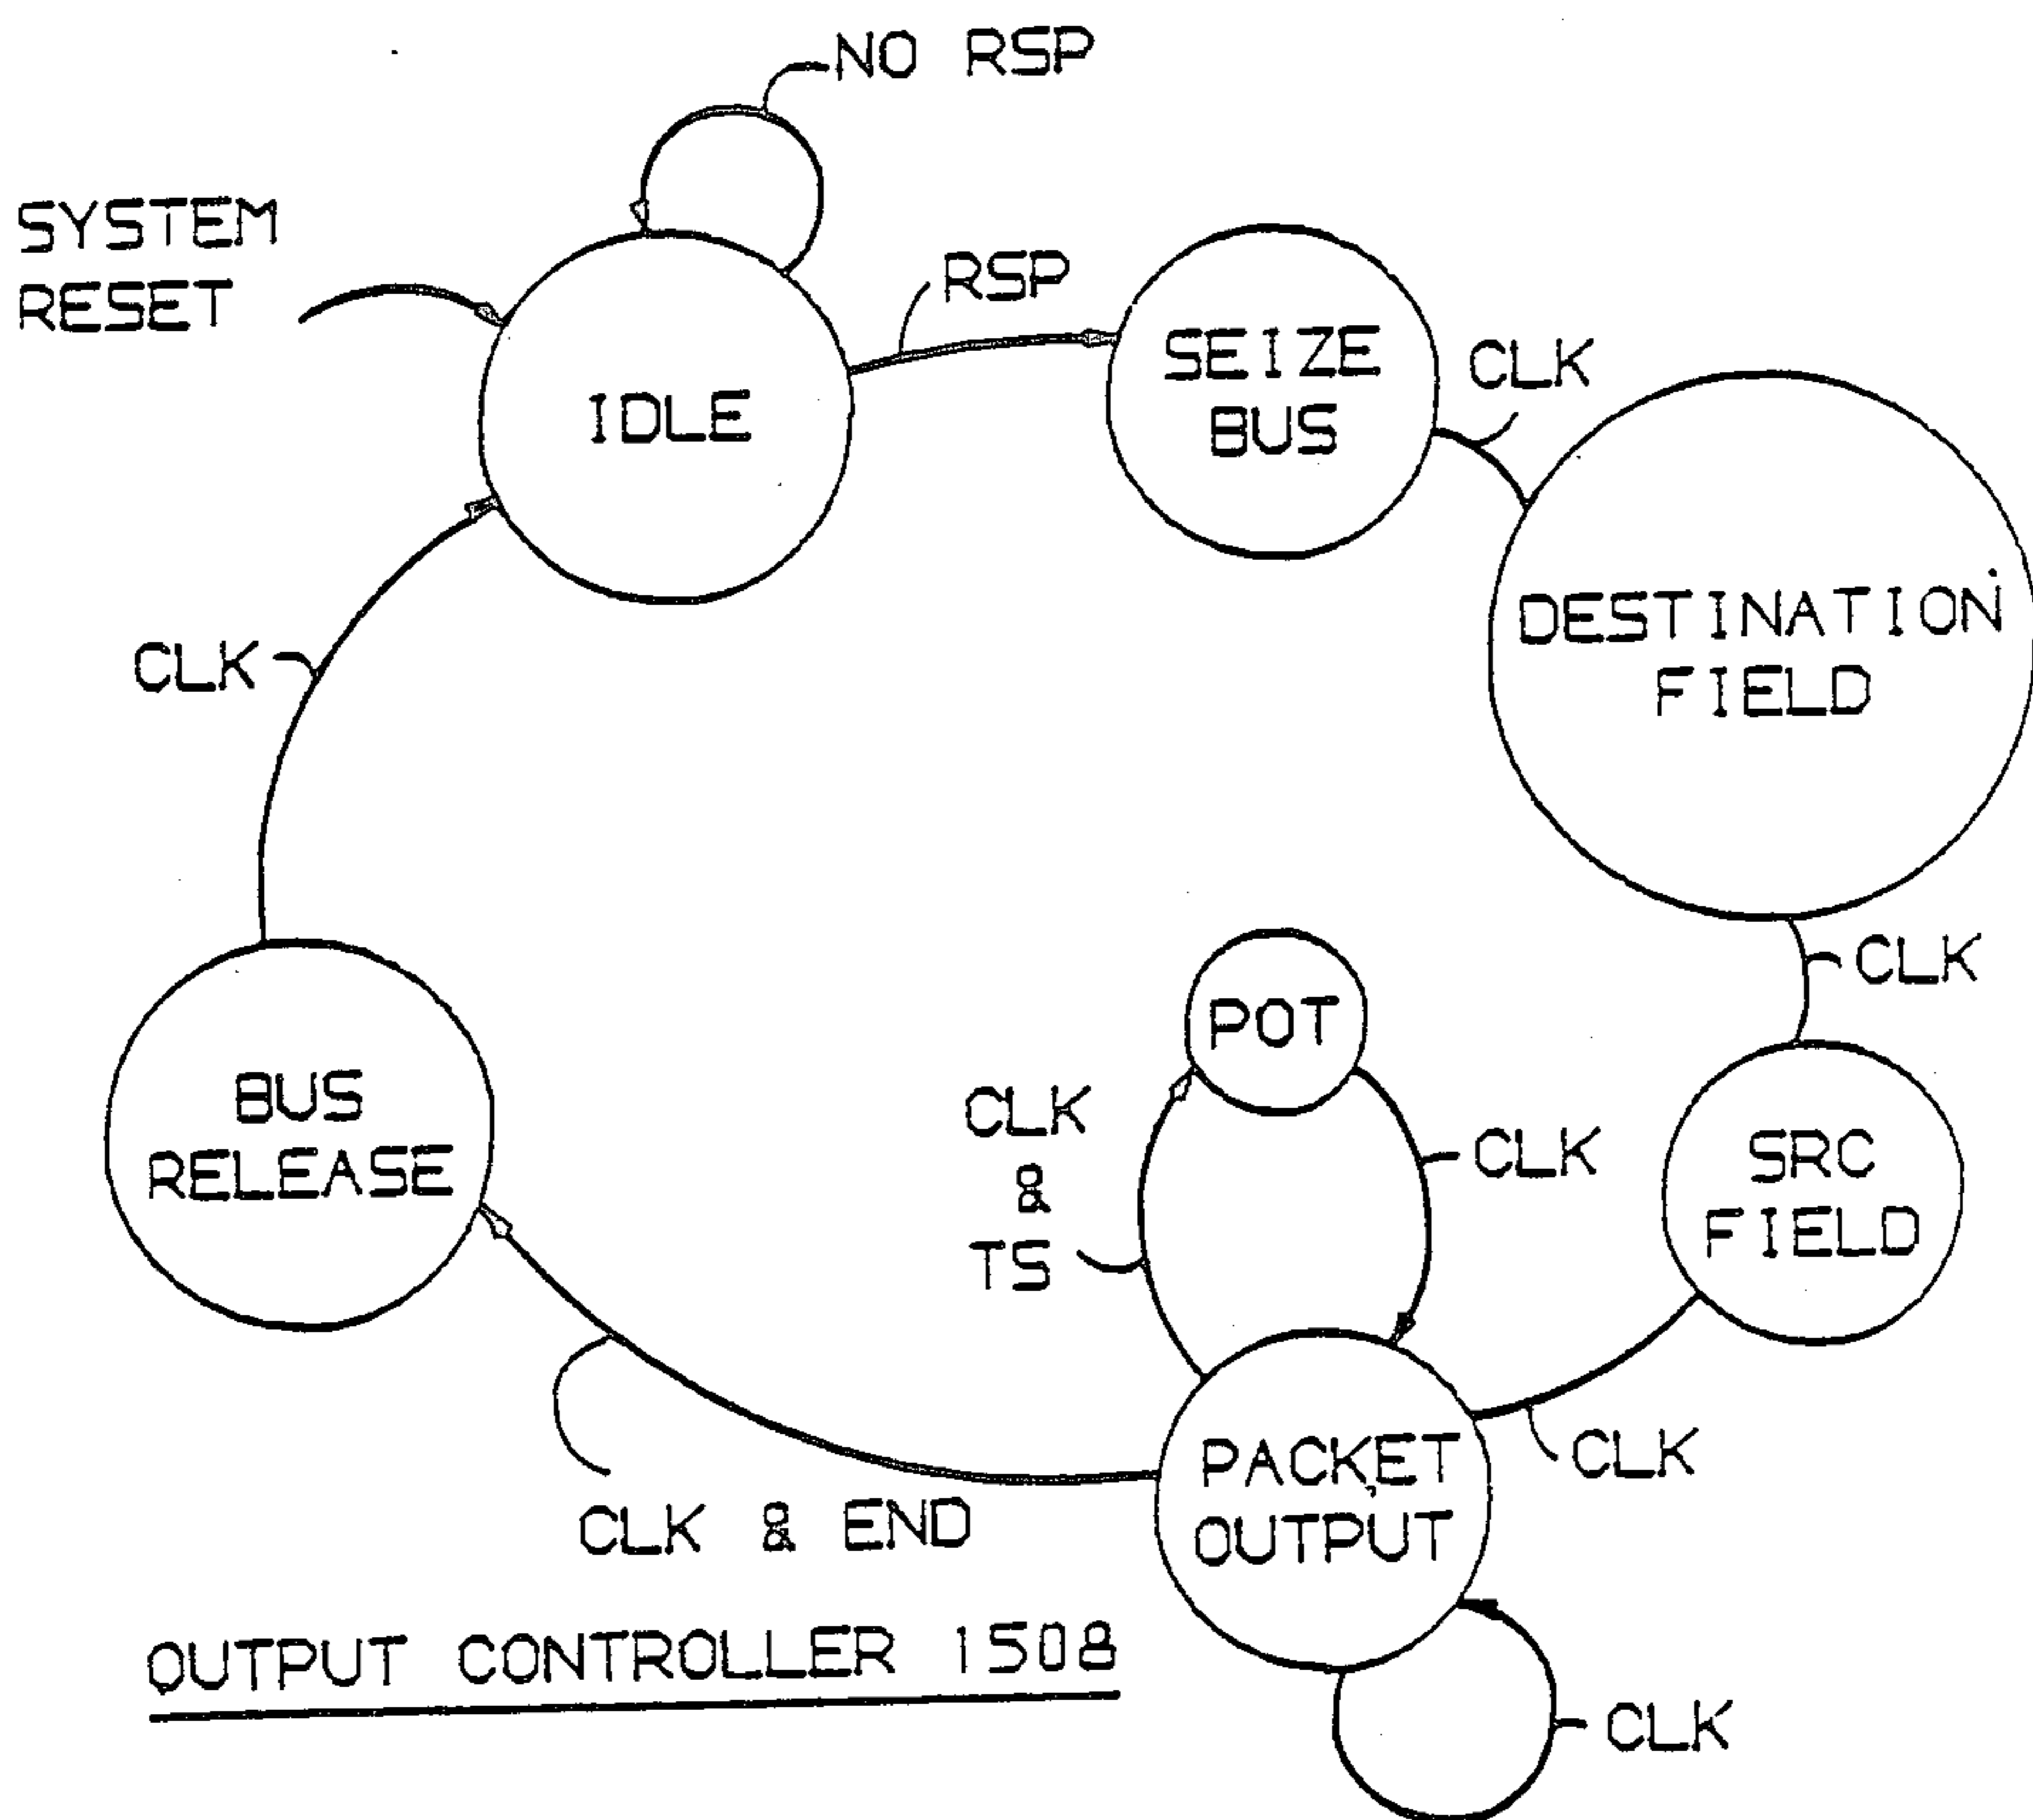 NO RSP
SYSTEM
RESET
RSP
IDLE
SEIZE
BUS
CLK
DESTINATION
FIELD
CLK
CLK
POT
CLK
&
TS
CLK
SRC
FIELD
BUS
RELEASE
PACKET
OUTPUT
CLK
CLK & END
OUTPUT CONTROLLER 1508
CLK